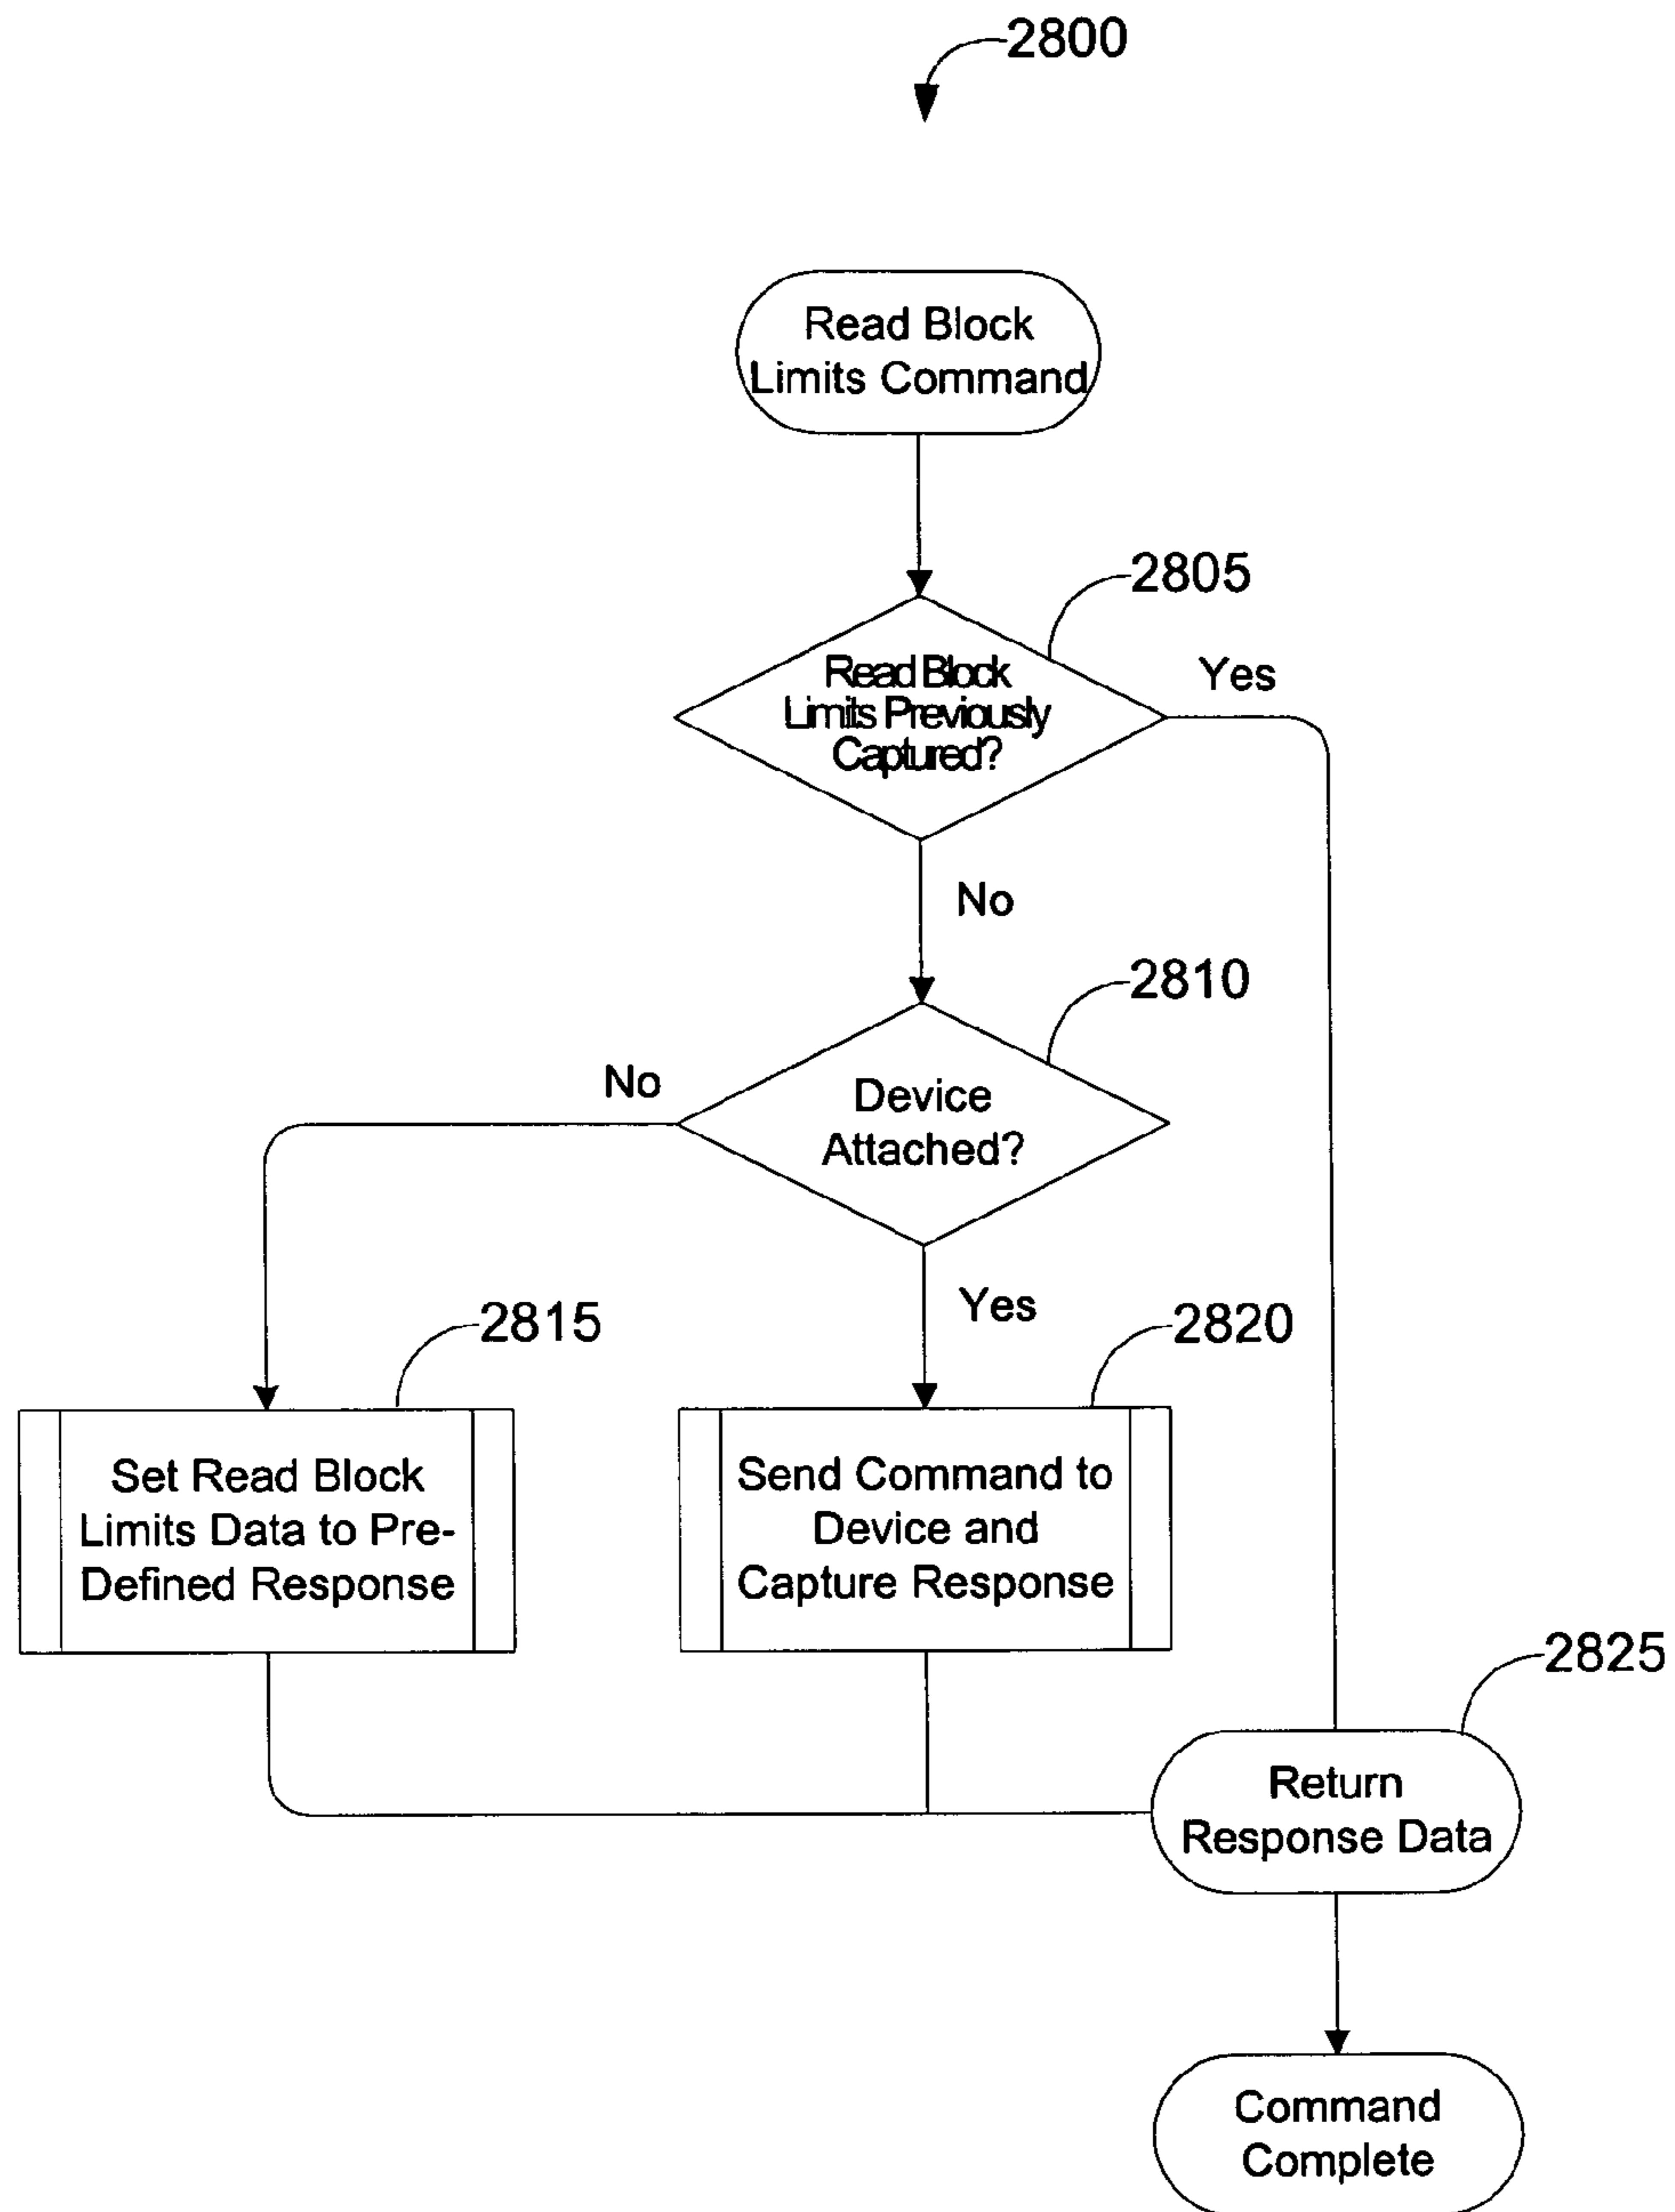 2800
Read Block
Limits Command
2805
Read Block
Limits Previously
Captured?
Yes
No
2810
No
Device
Attached?
Yes
2815
2820
Set Read Block
Limits Data to Pre-
Defined Response
Send Command to
Device and
Capture Response
2825
Return
Response Data
Command
Complete